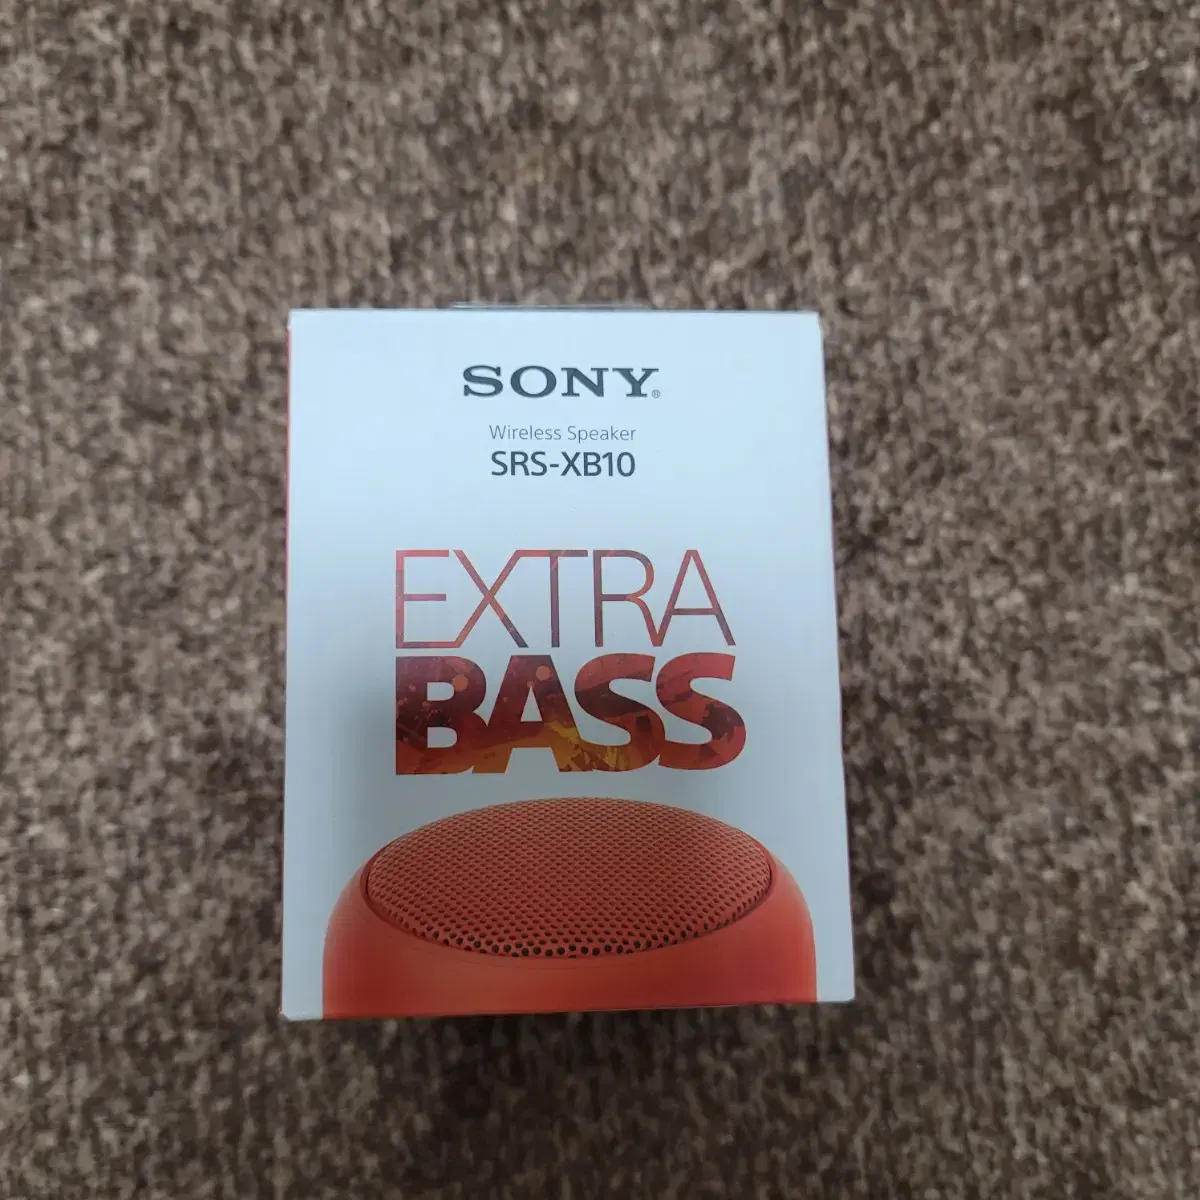 SONY®
Wireless Speaker
SRS-XB10
EXTRA
BASS